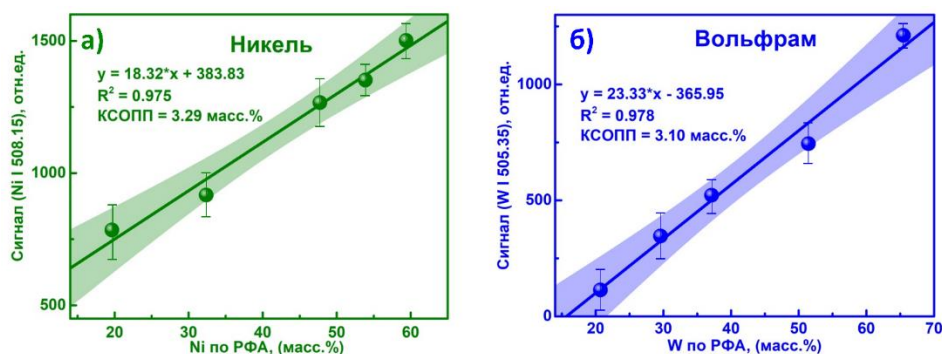 а)
Никель
y = 18.32*x + 383.83
R² = 0.975
КСОПП = 3.29 масс.%
Сигнал (Ni I 508.15), отн.ед.
1500
1000
500
20 30 40 50 60
Ni по РФА, (масс.%)
б)
Вольфрам
y = 23.33*x - 365.95
R² = 0.978
КСОПП = 3.10 масс.%
Сигнал (W I 505.35), отн.ед.
1000
500
0
20 30 40 50 60 70
W по РФА, (масс.%)